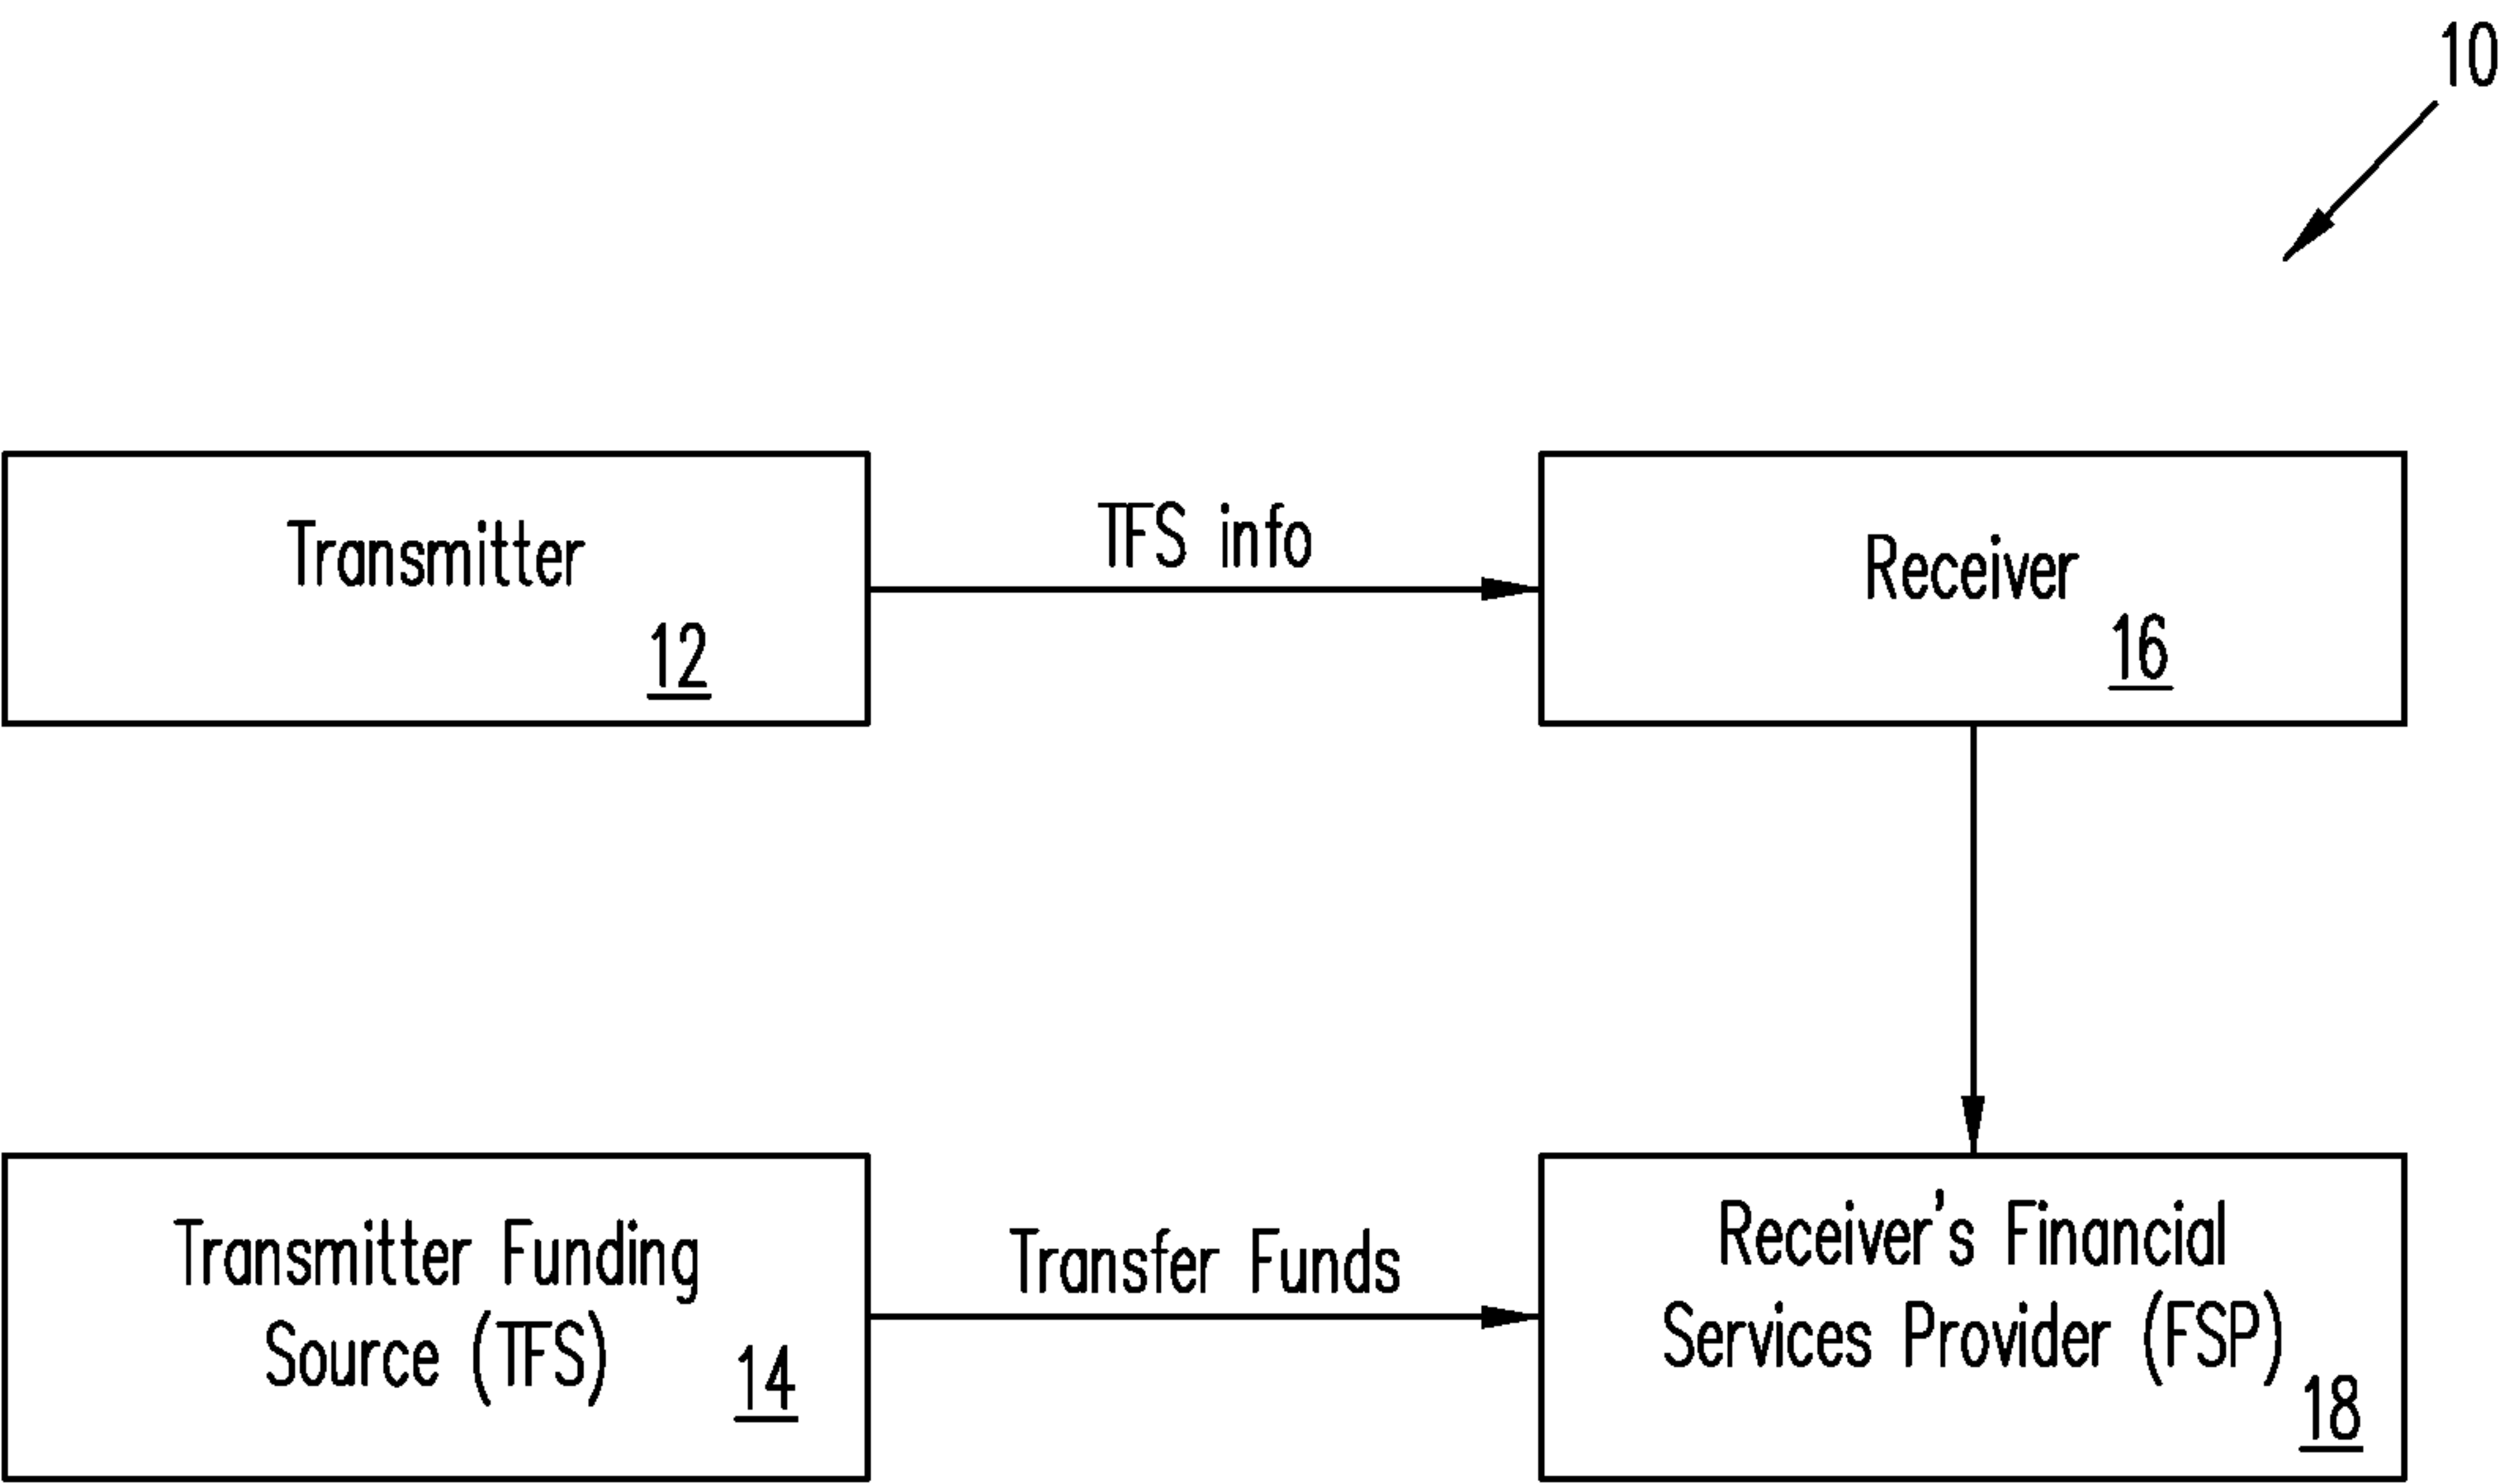 10
Transmitter
12
TFS info
Receiver
16
Transmitter Funding
Source (TFS)
14
Transfer Funds
Receiver's Financial
Services Provider (FSP)
18